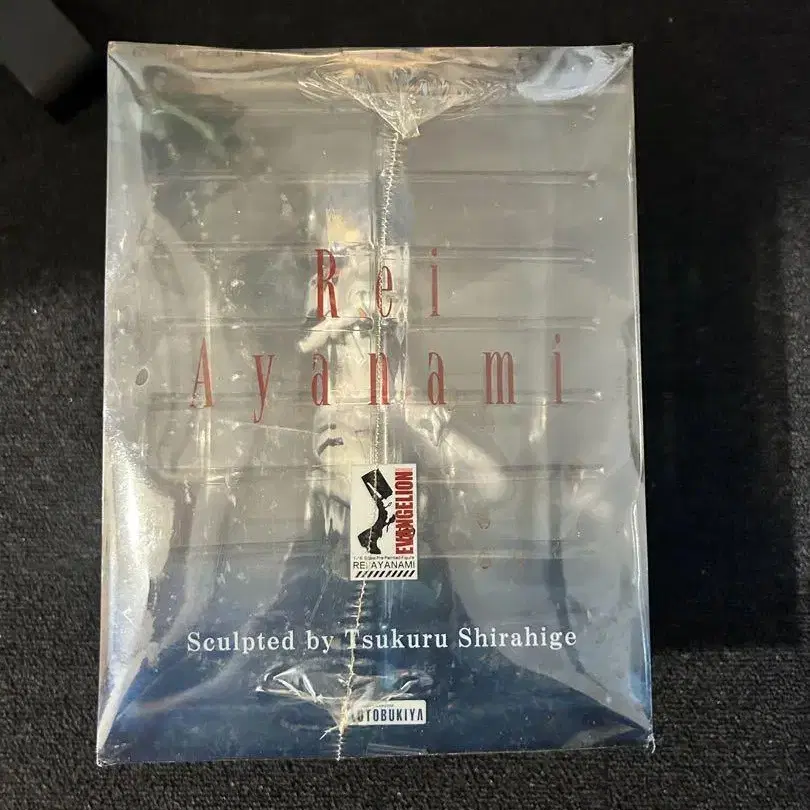 Rei
Ayanami
EVANGELION
REI AYANAMI
Sculpted by Tsukuru Shirahige
KOTOBUKIYA